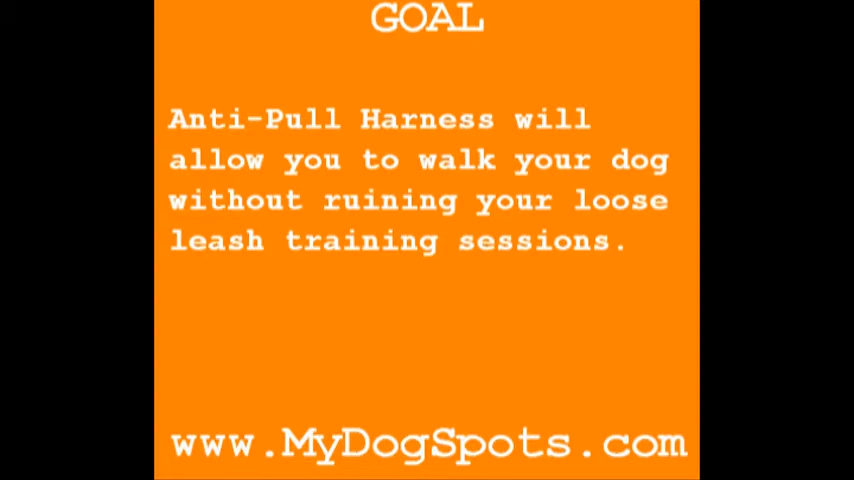 GOAL
Anti-Pull Harness will
allow you to walk your dog
without ruining your loose
leash training sessions.
www.MyDogSpots.com